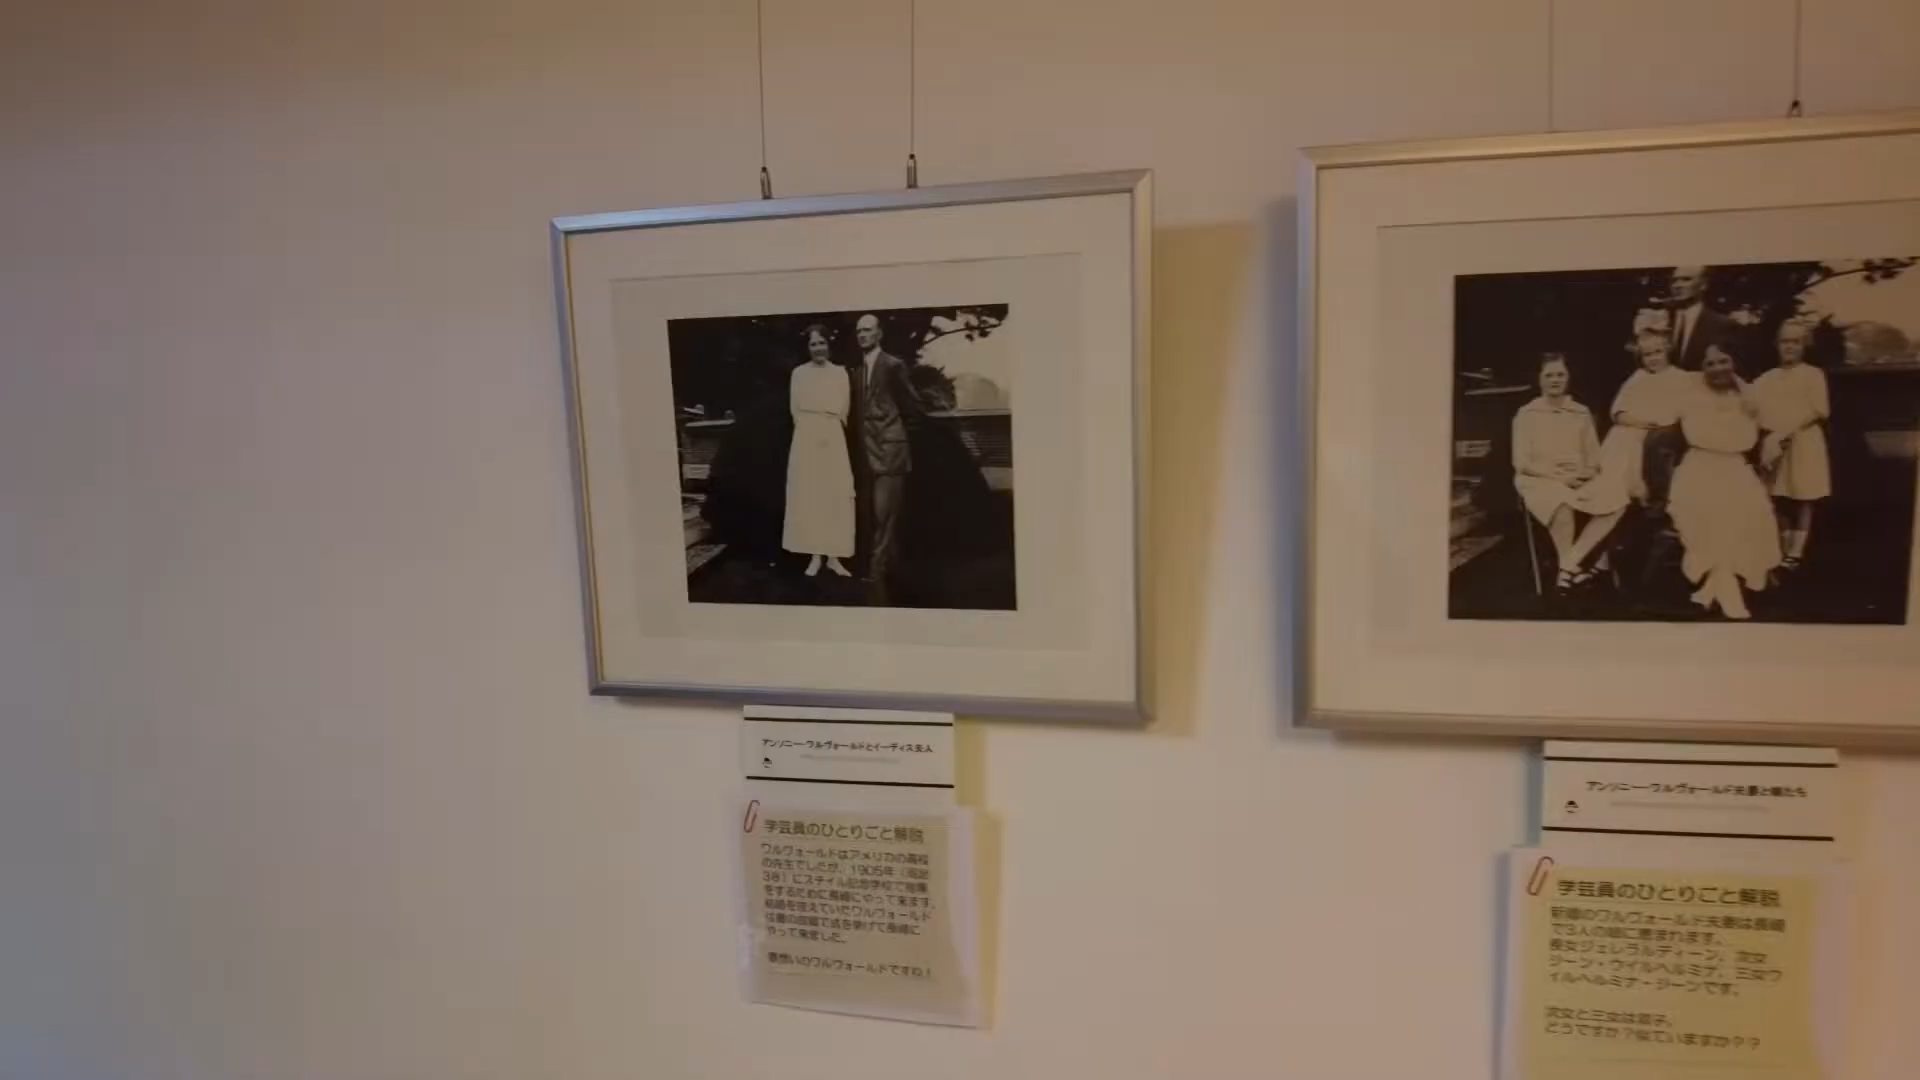 アンソニー・ワルヴォールドとイーディス夫人
学芸員のひとりごと解説
ワルヴォールドはアメリカの高校
の先生でしたが、1905年（明治
38）にスチイル記念学校で指導
をするために長崎にやって来ます。
結婚を控えていたワルヴォールド
は妻の故郷で式を挙げて長崎に
やって来ました。
妻想いのワルヴォールドですね！
アンソニー・ワルヴォールド夫妻と娘たち
学芸員のひとりごと解説
新婚のワルヴォールド夫妻は長崎
で3人の娘に恵まれます。
長女ジェレラルディーン、次女
ジーン・ウイルヘルミナ、三女ウ
イルヘルミナ・ジーンです。
次女と三女は双子。
どうですか？似ていますか？？